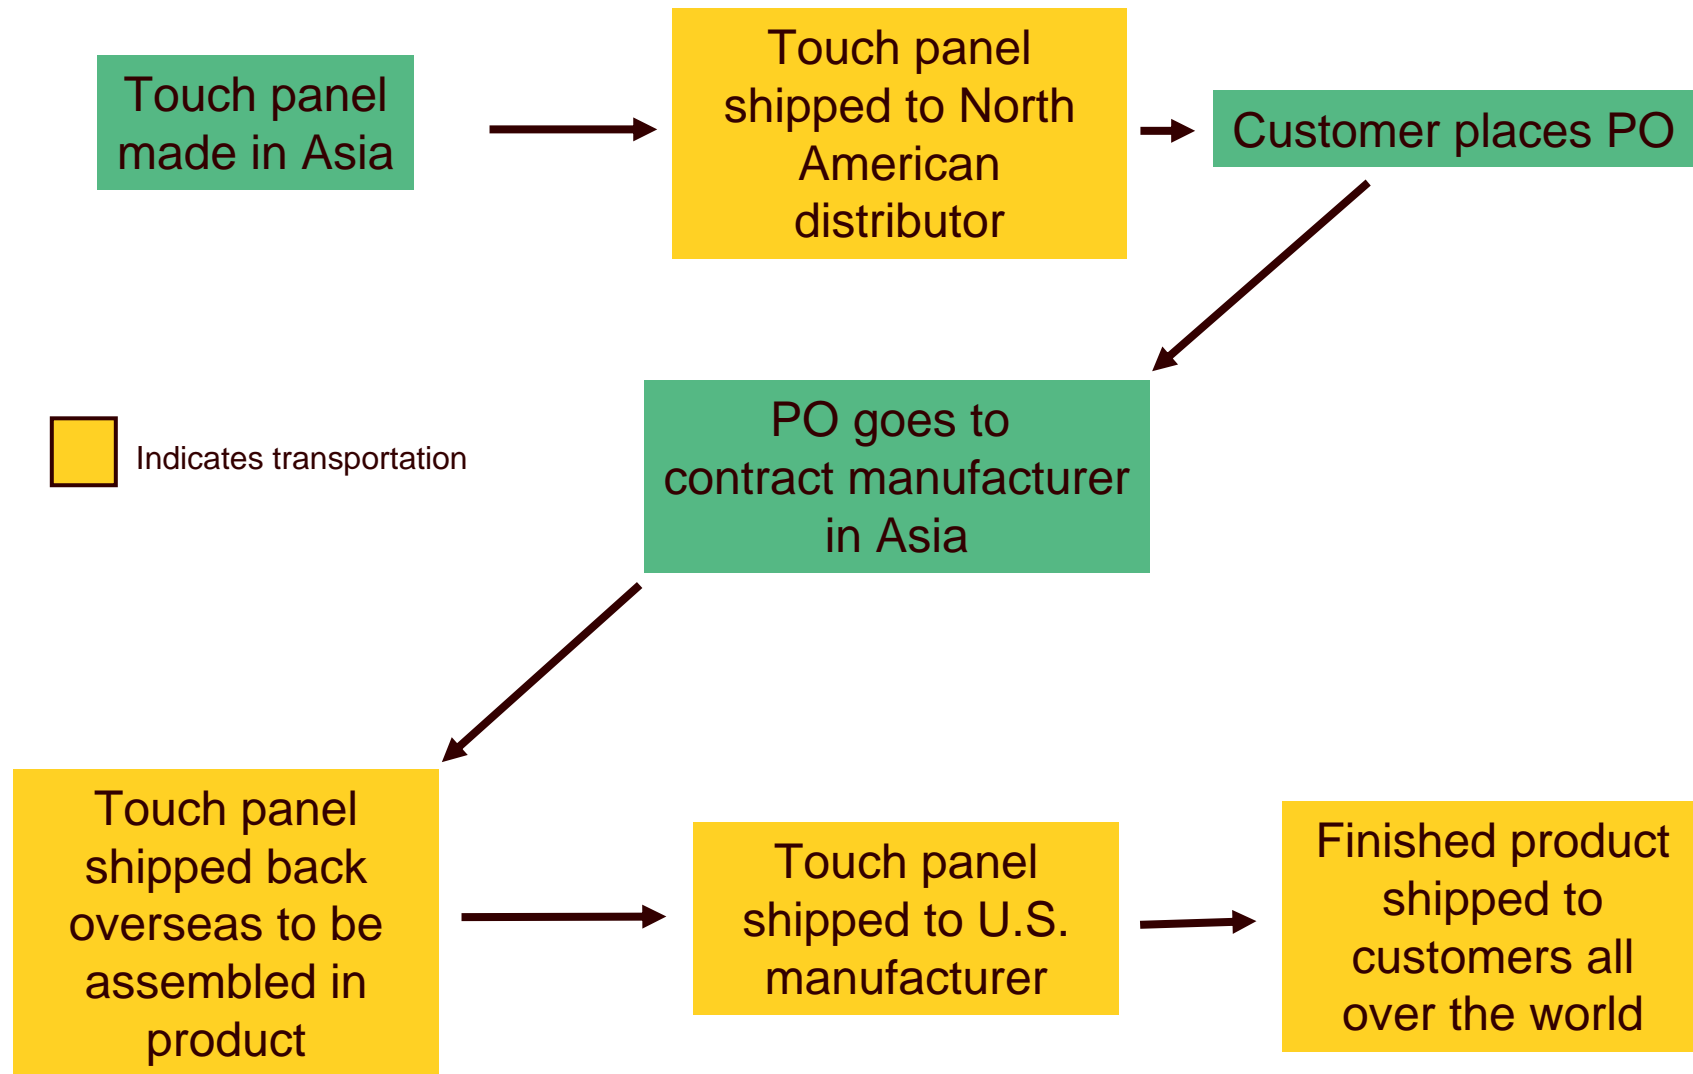 Touch panel
made in Asia
Touch panel
shipped to North
American
distributor
Customer places PO
PO goes to
contract manufacturer
in Asia
Indicates transportation
Touch panel
shipped back
overseas to be
assembled in
product
Touch panel
shipped to U.S.
manufacturer
Finished product
shipped to
customers all
over the world